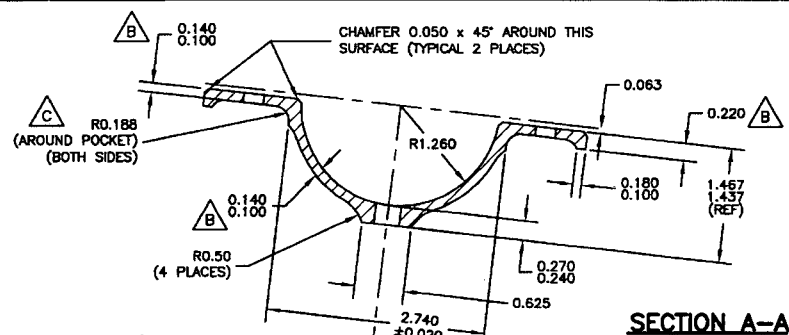 B
0.140
0.100
CHAMFER 0.050 x 45° AROUND THIS
SURFACE (TYPICAL 2 PLACES)
0.063
0.220
B
C
R0.188
(AROUND POCKET)
(BOTH SIDES)
R1.260
0.140
0.100
B
0.180
0.100
1.467
1.437
(REF)
R0.50
(4 PLACES)
0.270
0.240
0.625
2.740
±0.020
SECTION A-A